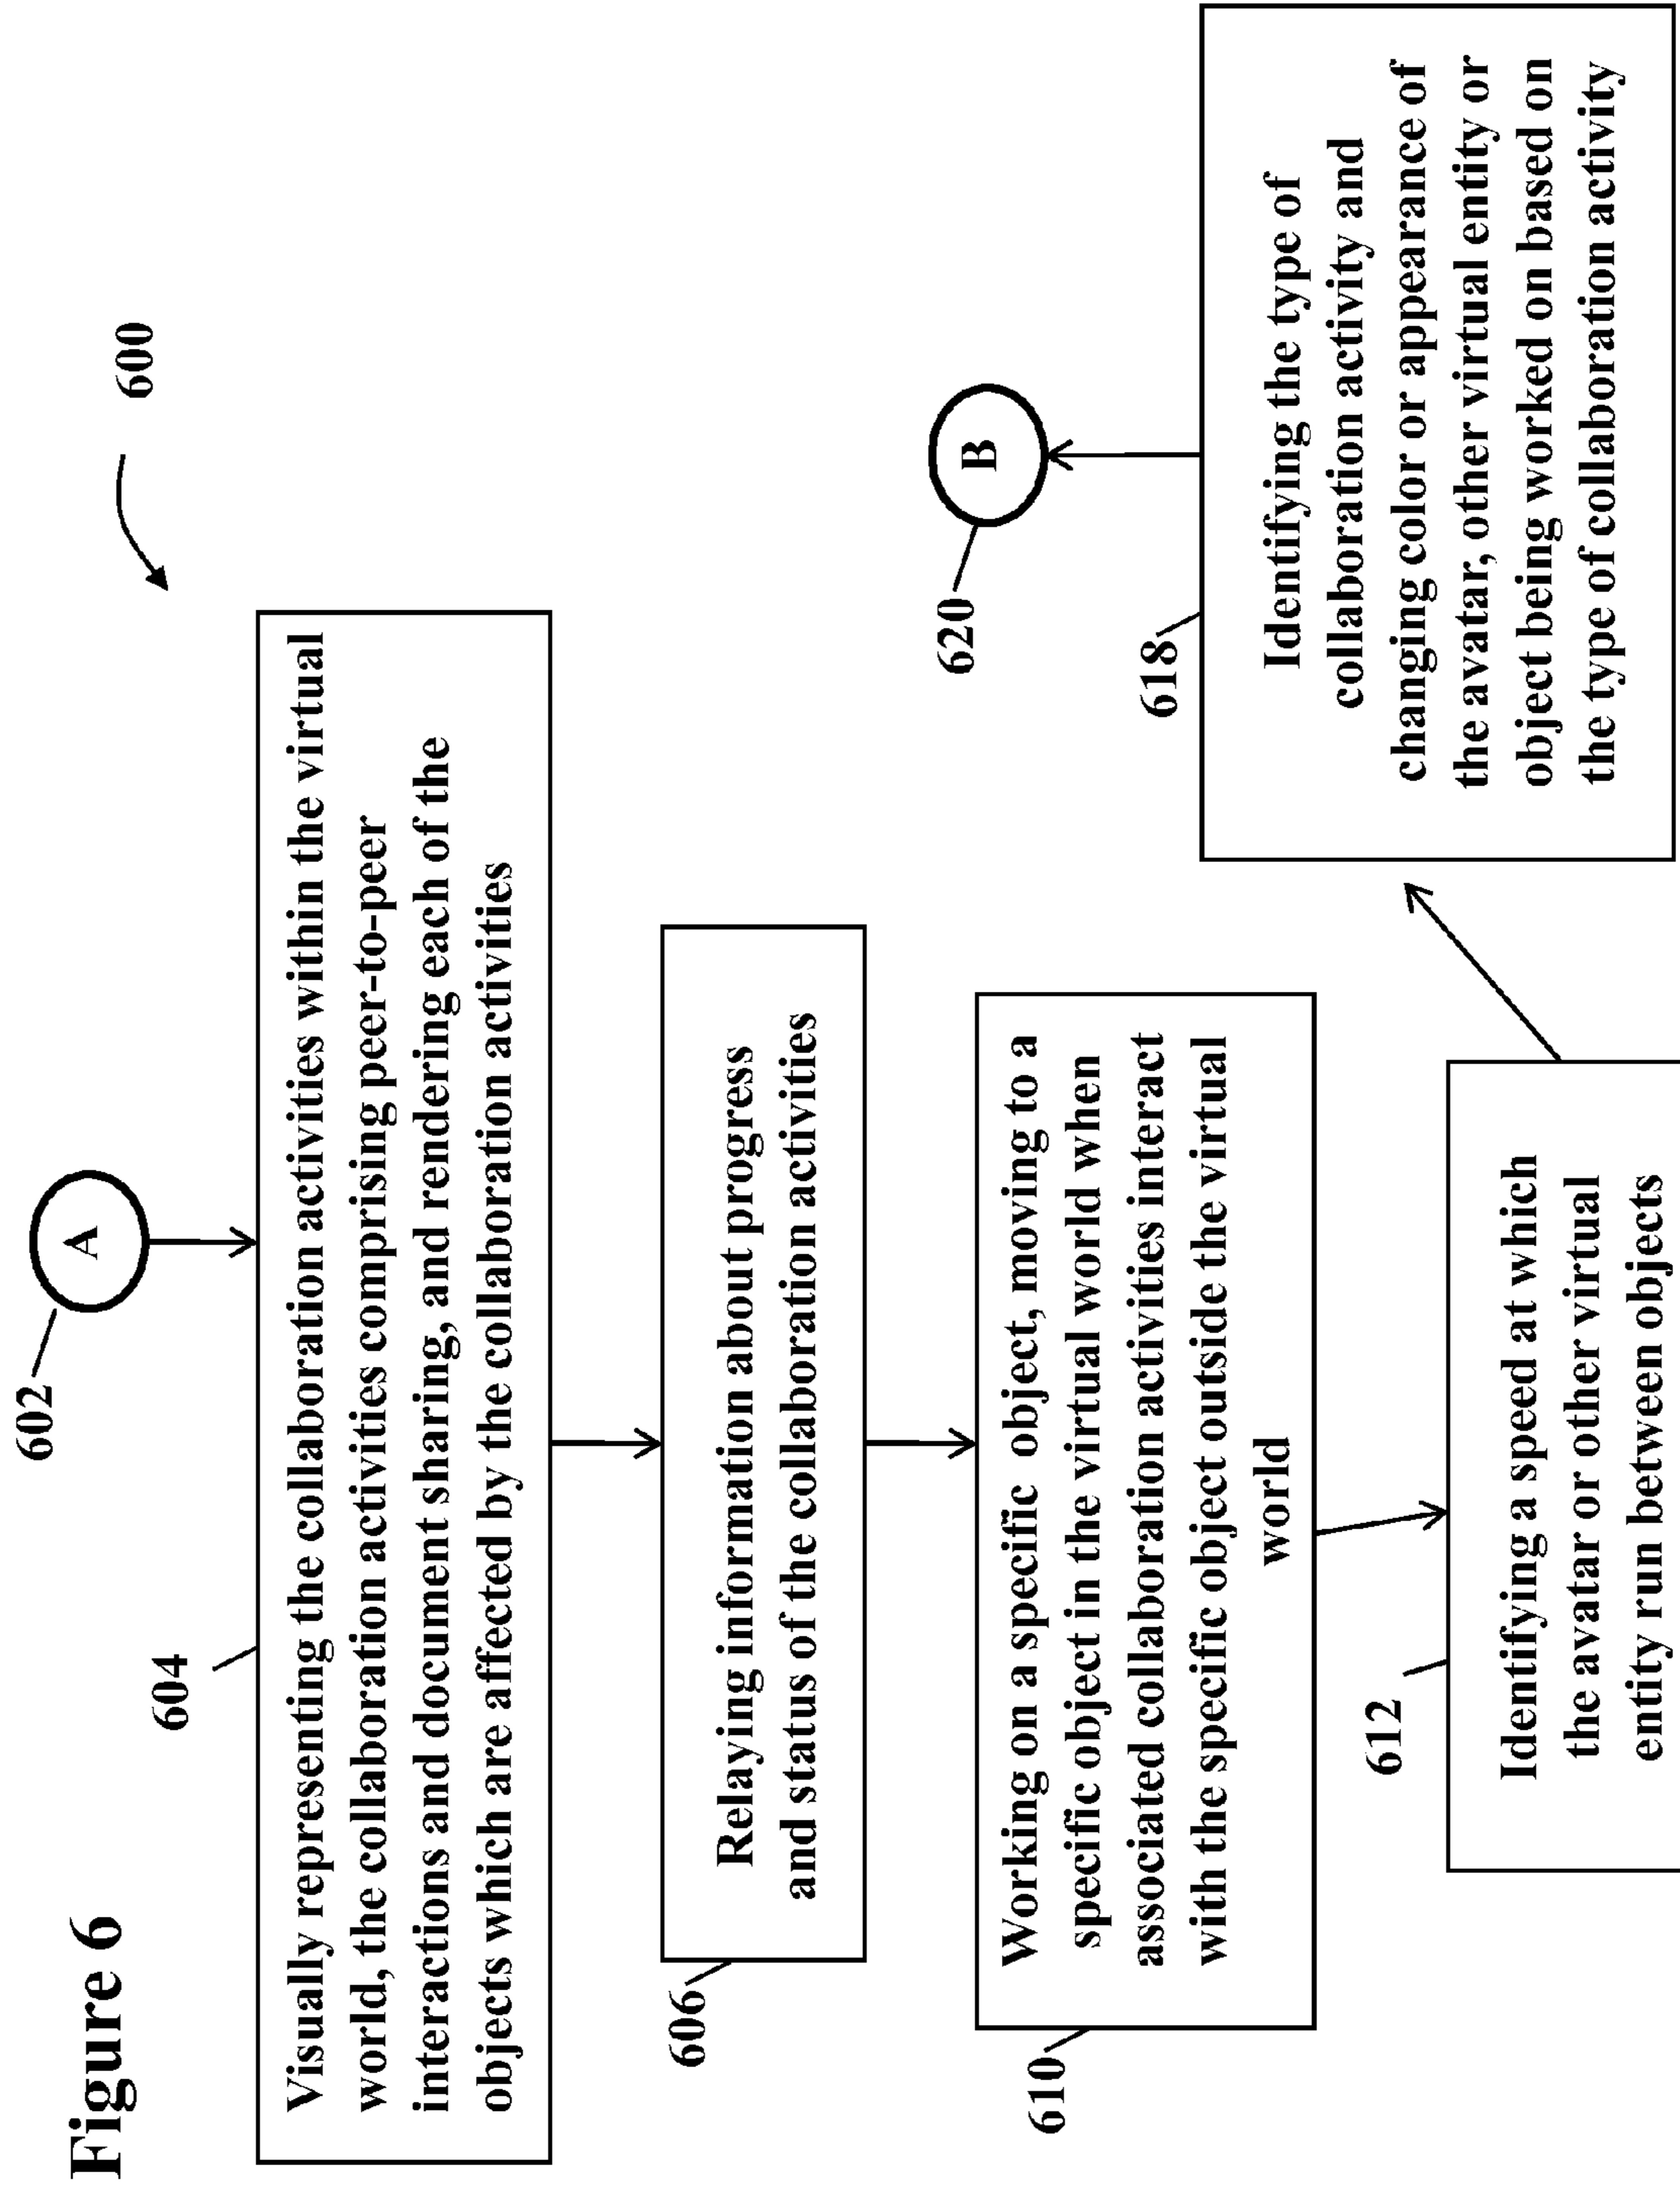 Figure 6
600
602
A
604
Visually representing the collaboration activities within the virtual
world, the collaboration activities comprising peer-to-peer
interactions and document sharing, and rendering each of the
objects which are affected by the collaboration activities
606
Relaying information about progress
and status of the collaboration activities
610
Working on a specific object, moving to a
specific object in the virtual world when
associated collaboration activities interact
with the specific object outside the virtual
world
612
Identifying a speed at which
the avatar or other virtual
entity run between objects
618
Identifying the type of
collaboration activity and
changing color or appearance of
the avatar, other virtual entity or
object being worked on based on
the type of collaboration activity
620
B